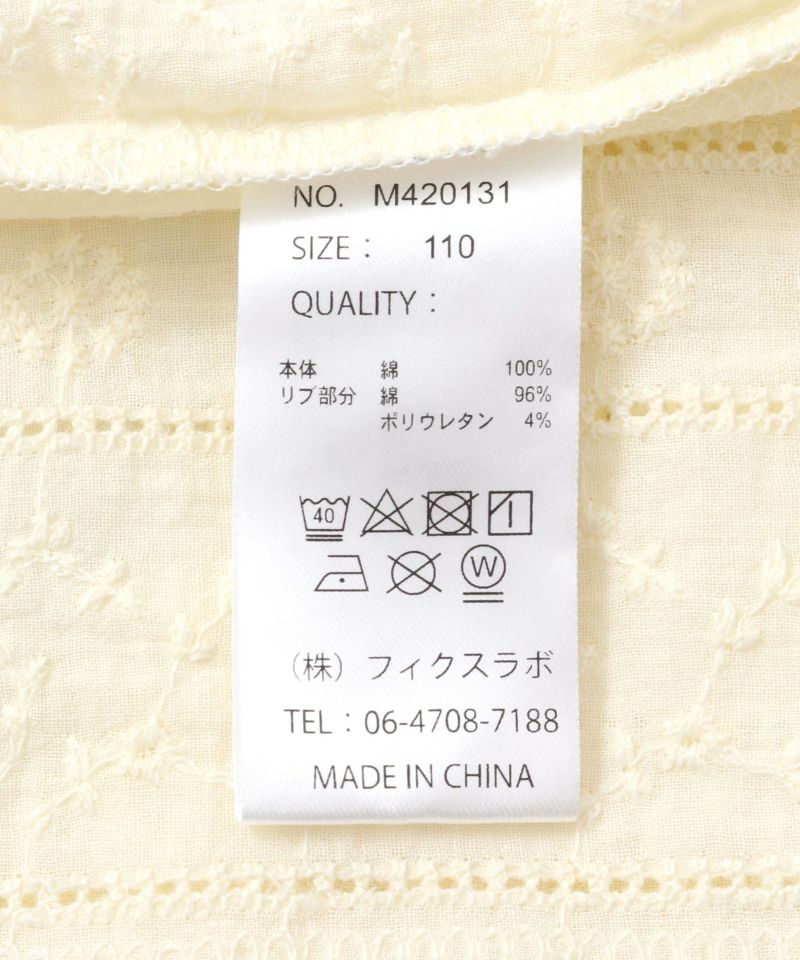 NO. M420131
SIZE： 110
QUALITY：
本体 綿 100%
リブ部分 綿 96%
ポリウレタン 4%
40
W
（株）フィクスラボ
TEL：06-4708-7188
MADE IN CHINA